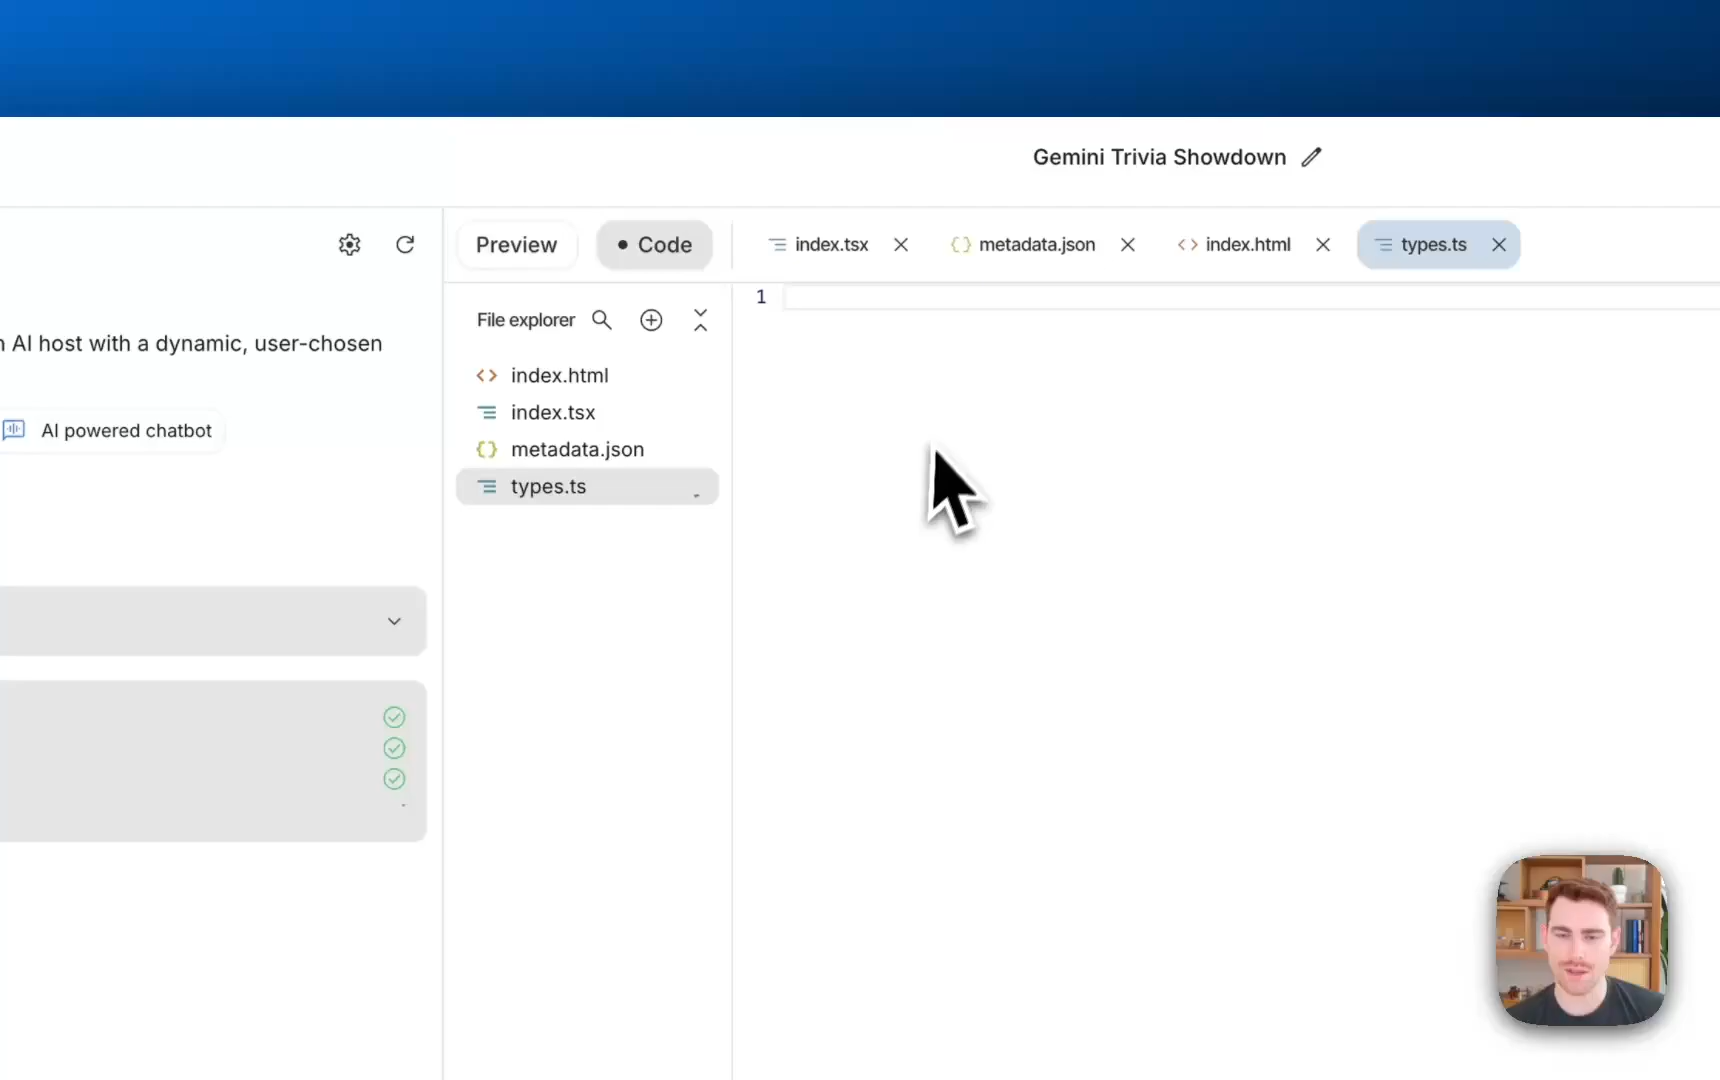 Gemini Trivia Showdown
Preview
Code
index.tsx
metadata.json
index.html
types.ts
1
File explorer
AI host with a dynamic, user-chosen
index.html
index.tsx
AI powered chatbot
metadata.json
types.ts